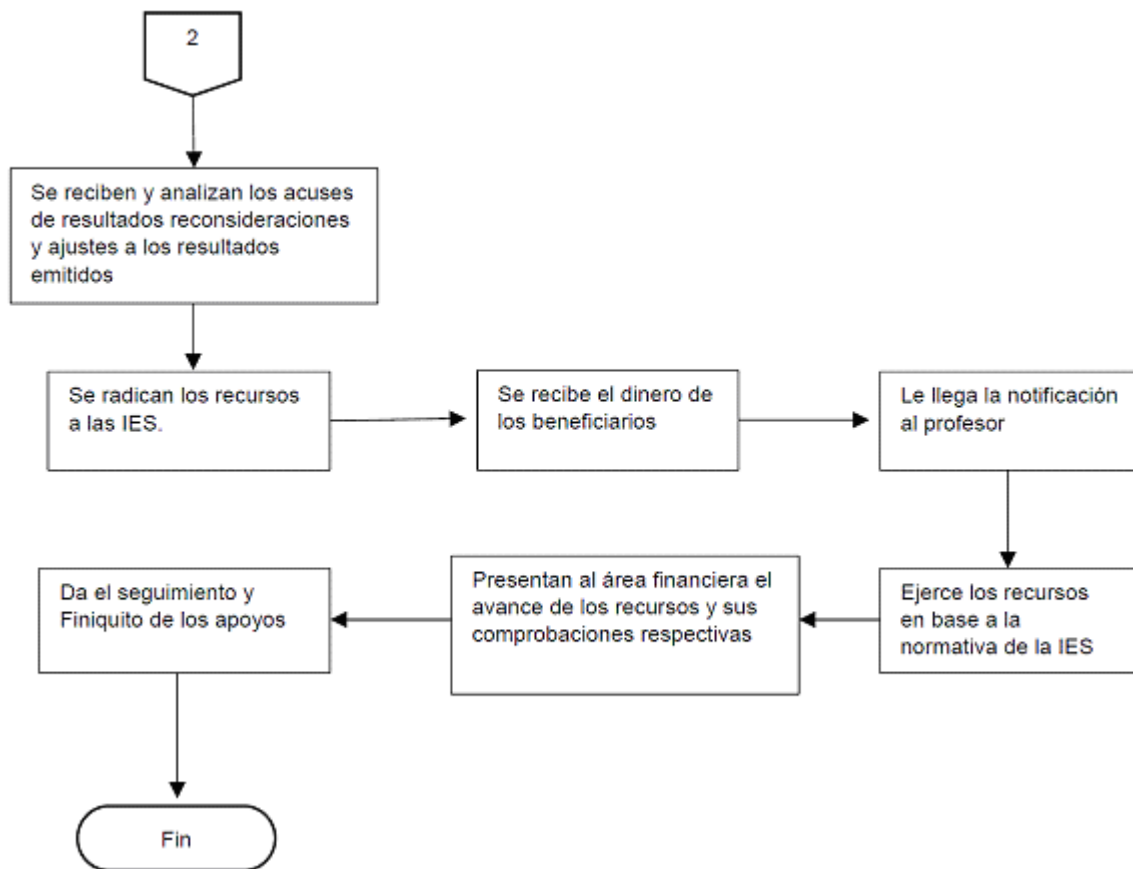 2
Se reciben y analizan los acuses
de resultados reconsideraciones
y ajustes a los resultados
emitidos
Se radican los recursos
a las IES.
Se recibe el dinero de
los beneficiarios
Le llega la notificación
al profesor
Ejerce los recursos
en base a la
normativa de la IES
Presentan al área financiera el
avance de los recursos y sus
comprobaciones respectivas
Da el seguimiento y
Finiquito de los apoyos
Fin